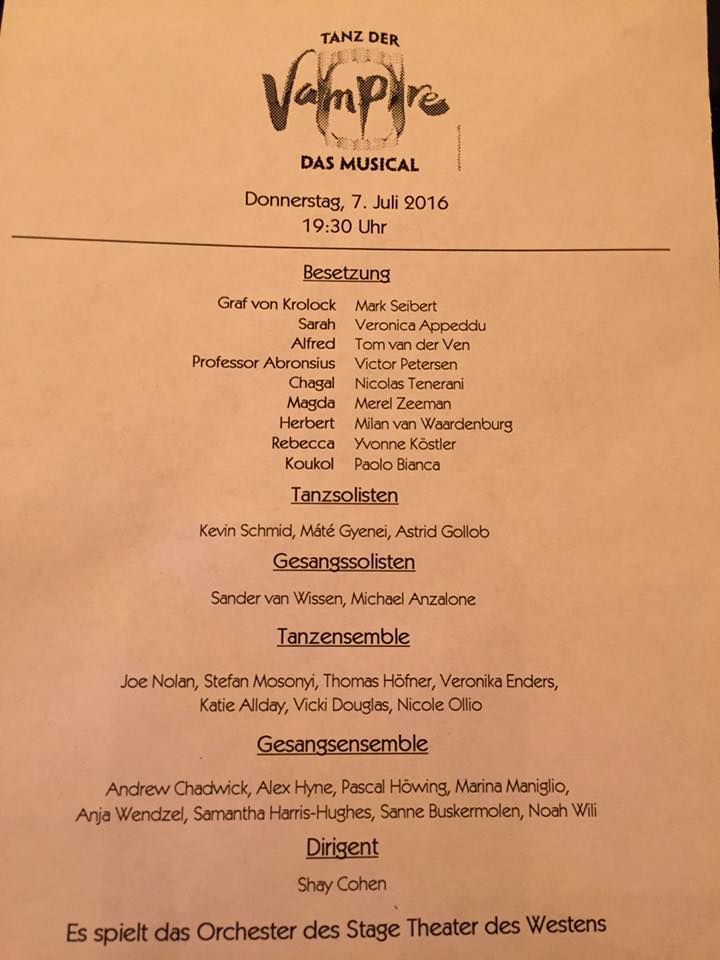 TANZ DER
Vampire
DAS MUSICAL
Donnerstag, 7. Juli 2016
19:30 Uhr
Besetzung
Graf von Krolock Mark Seibert
Sarah Veronica Appeddu
Alfred Tom van der Ven
Professor Abronsius Victor Petersen
Chagal Nicolas Tenerani
Magda Merel Zeeman
Herbert Milan van Waardenburg
Rebecca Yvonne Köstler
Koukol Paolo Bianca
Tanzsolisten
Kevin Schmid, Máté Gyenei, Astrid Gollob
Gesangssolisten
Sander van Wissen, Michael Anzalone
Tanzensemble
Joe Nolan, Stefan Mosonyi, Thomas Höfner, Veronika Enders,
Katie Allday, Vicki Douglas, Nicole Ollio
Gesangsensemble
Andrew Chadwick, Alex Hyne, Pascal Höwing, Marina Maniglio,
Anja Wendzel, Samantha Harris-Hughes, Sanne Buskermolen, Noah Wili
Dirigent
Shay Cohen
Es spielt das Orchester des Stage Theater des Westens